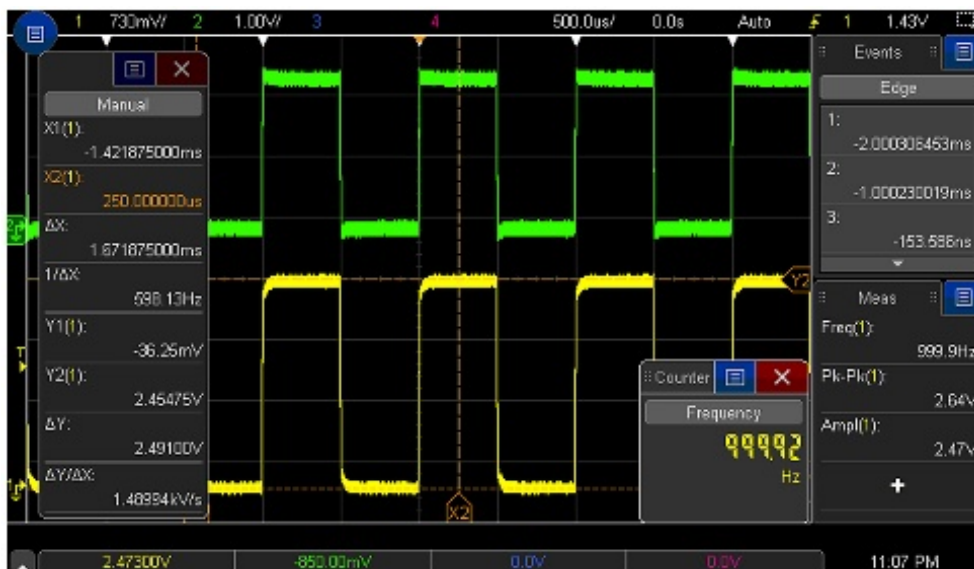 1 730mV/ 2 1.00V/ 3 4 500.0us/ 0.0s Auto 1 1.43V
Manual
X1(1):
-1.421875000ms
X2(1):
250.000000us
ΔX:
1.671875000ms
1/ΔX:
598.13Hz
Y1(1):
-36.25mV
Y2(1):
2.45475V
ΔY:
2.49100V
ΔY/ΔX:
1.48994kV/s
Y2
X2
T
Counter
Frequency
999.92
Hz
Events
Edge
1:
-2.000306453ms
2:
-1.000230019ms
3:
-153.586ns
Meas
Freq(1):
999.9Hz
Pk-Pk(1):
2.64V
Ampl(1):
2.47V
2.47300V -850.00mV 0.0V 0.0V 11:07 PM